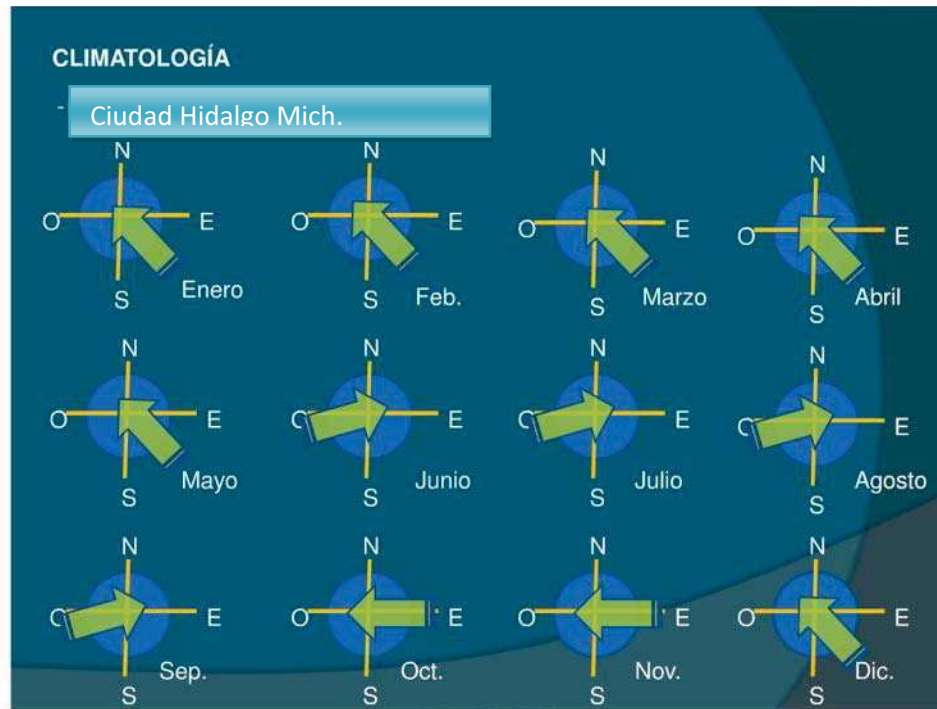 CLIMATOLOGÍA
- Ciudad Hidalgo Mich.
N
O E
S
Enero
N
O E
S
Feb.
N
O E
S
Marzo
N
O E
S
Abril
N
O E
S
Mayo
N
O E
S
Junio
N
O E
S
Julio
N
O E
S
Agosto
N
O E
S
Sep.
N
O E
S
Oct.
N
O E
S
Nov.
N
O E
S
Dic.